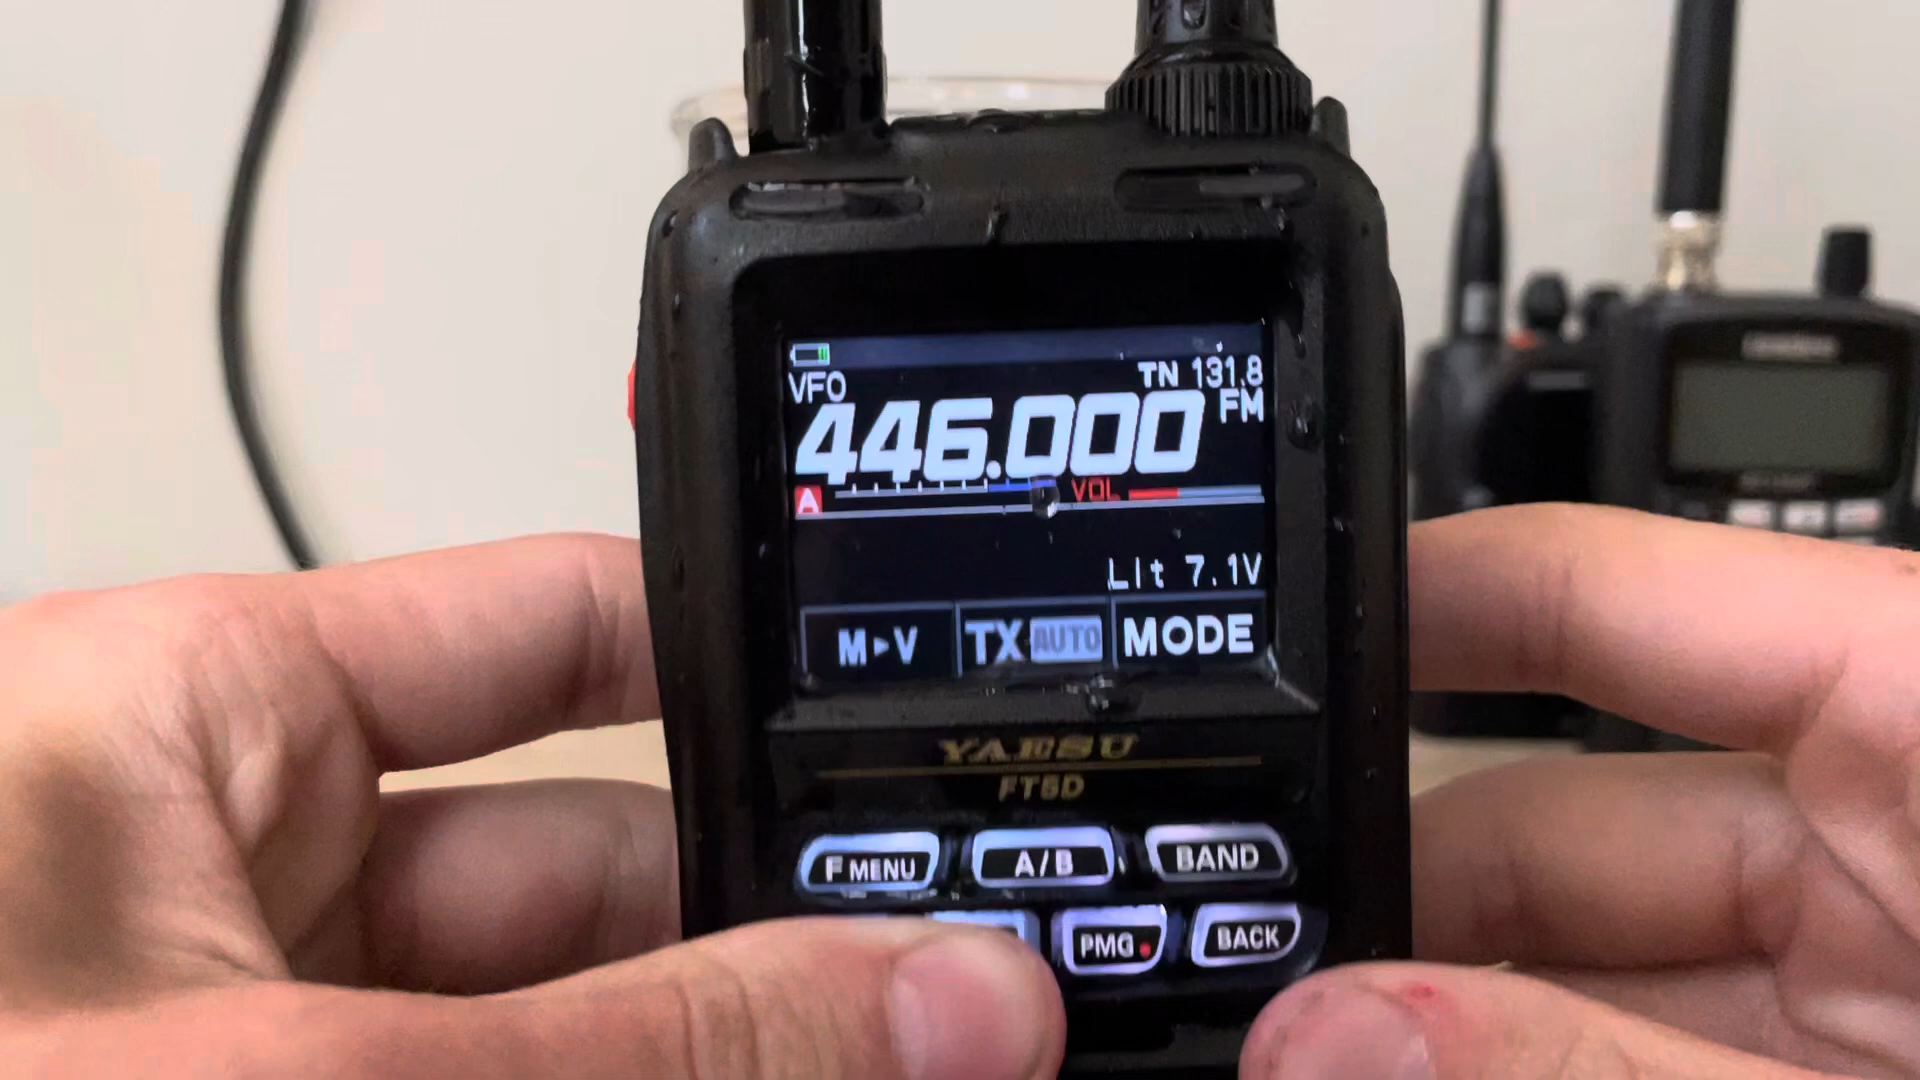 VFO
TN 131.8
446.000
FM
A
VOL
LIt 7.1V
M▸V
TX AUTO
MODE
YAESU
FT5D
F MENU
A/B
BAND
PMG
BACK